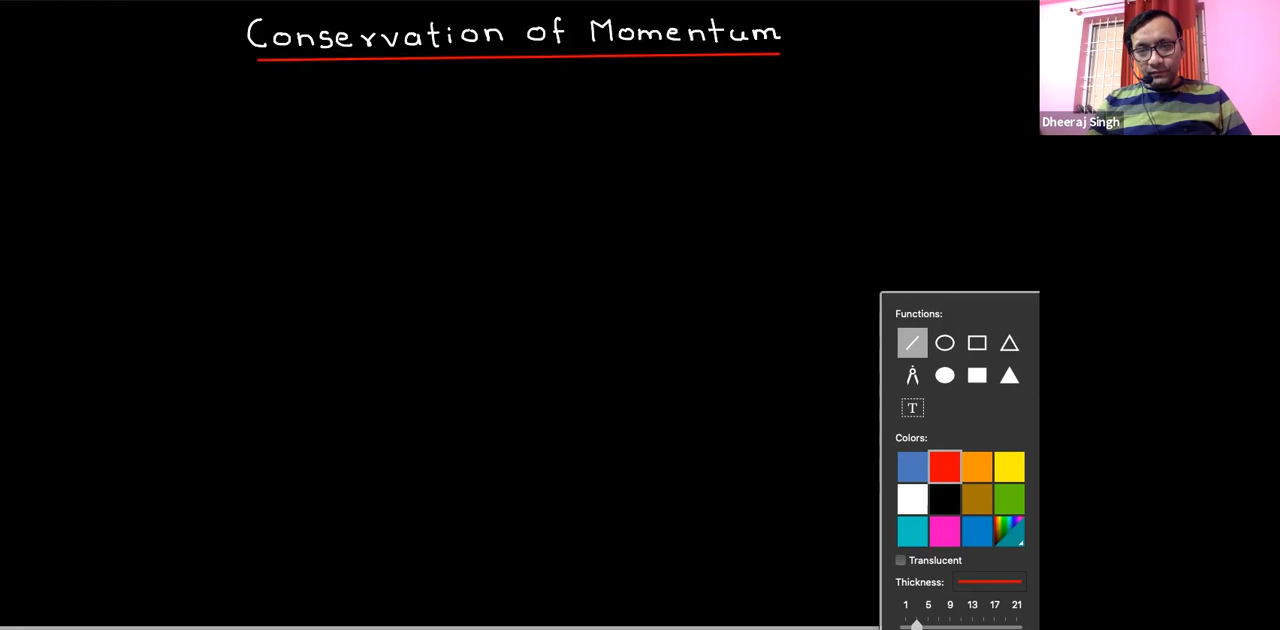 Conservation of Momentum
Dheeraj Singh
Functions:
T
Colors:
Translucent
Thickness:
1 5 9 13 17 21